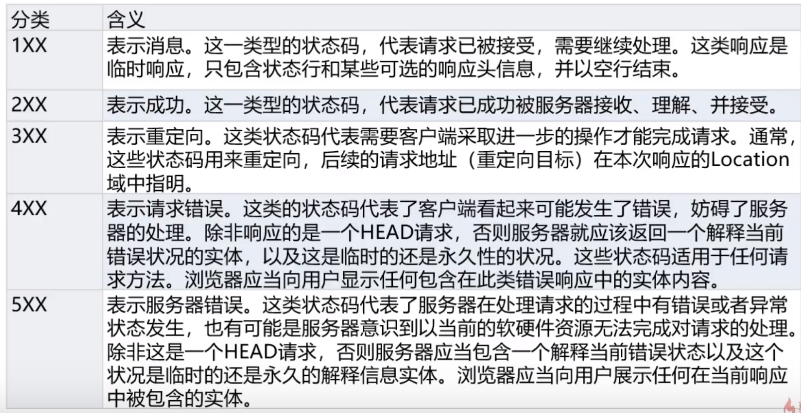 分类 含义
1XX 表示消息。这一类型的状态码，代表请求已被接受，需要继续处理。这类响应是
临时响应，只包含状态行和某些可选的响应头信息，并以空行结束。
2XX 表示成功。这一类型的状态码，代表请求已成功被服务器接收、理解、并接受。
3XX 表示重定向。这类状态码代表需要客户端采取进一步的操作才能完成请求。通常，
这些状态码用来重定向，后续的请求地址（重定向目标）在本次响应的Location
域中指明。
4XX 表示请求错误。这类的状态码代表了客户端看起来可能发生了错误，妨碍了服务
器的处理。除非响应的是一个HEAD请求，否则服务器就应该返回一个解释当前
错误状况的实体，以及这是临时的还是永久性的状况。这些状态码适用于任何请
求方法。浏览器应当向用户显示任何包含在此类错误响应中的实体内容。
5XX 表示服务器错误。这类状态码代表了服务器在处理请求的过程中有错误或者异常
状态发生，也有可能是服务器意识到以当前的软硬件资源无法完成对请求的处理。
除非这是一个HEAD请求，否则服务器应当包含一个解释当前错误状态以及这个
状况是临时的还是永久的解释信息实体。浏览器应当向用户展示任何在当前响应
中被包含的实体。